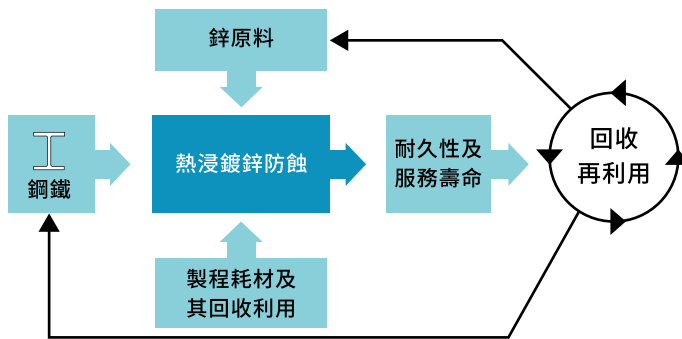 鋅原料
鋼鐵
熱浸鍍鋅防蝕
耐久性及
服務壽命
回收
再利用
製程耗材及
其回收利用